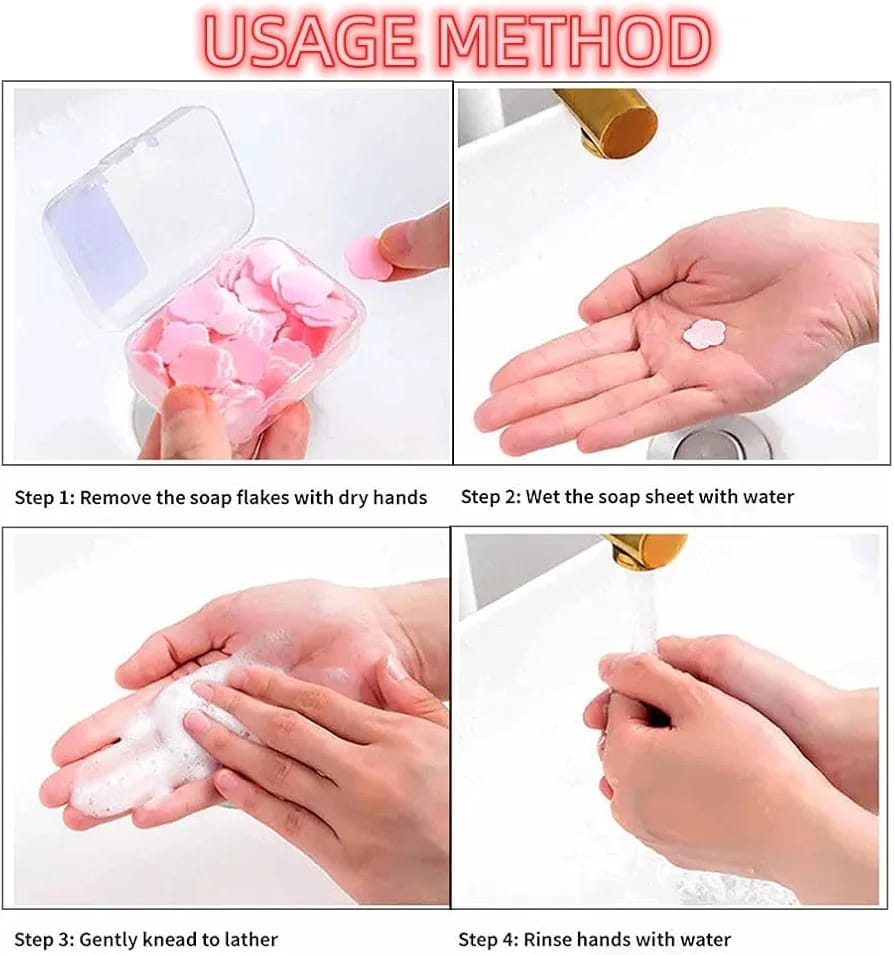 USAGE METHOD
Step 1: Remove the soap flakes with dry hands
Step 2: Wet the soap sheet with water
Step 3: Gently knead to lather
Step 4: Rinse hands with water